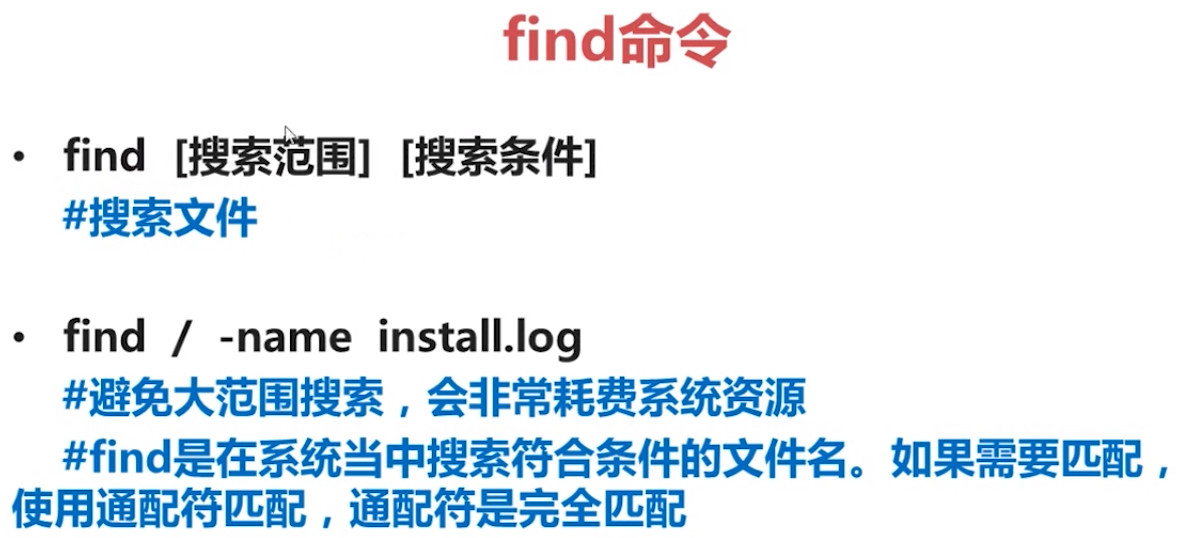 find命令
• find [搜索范围] [搜索条件]
#搜索文件
• find / -name install.log
#避免大范围搜索，会非常耗费系统资源
#find是在系统当中搜索符合条件的文件名。如果需要匹配，
使用通配符匹配，通配符是完全匹配